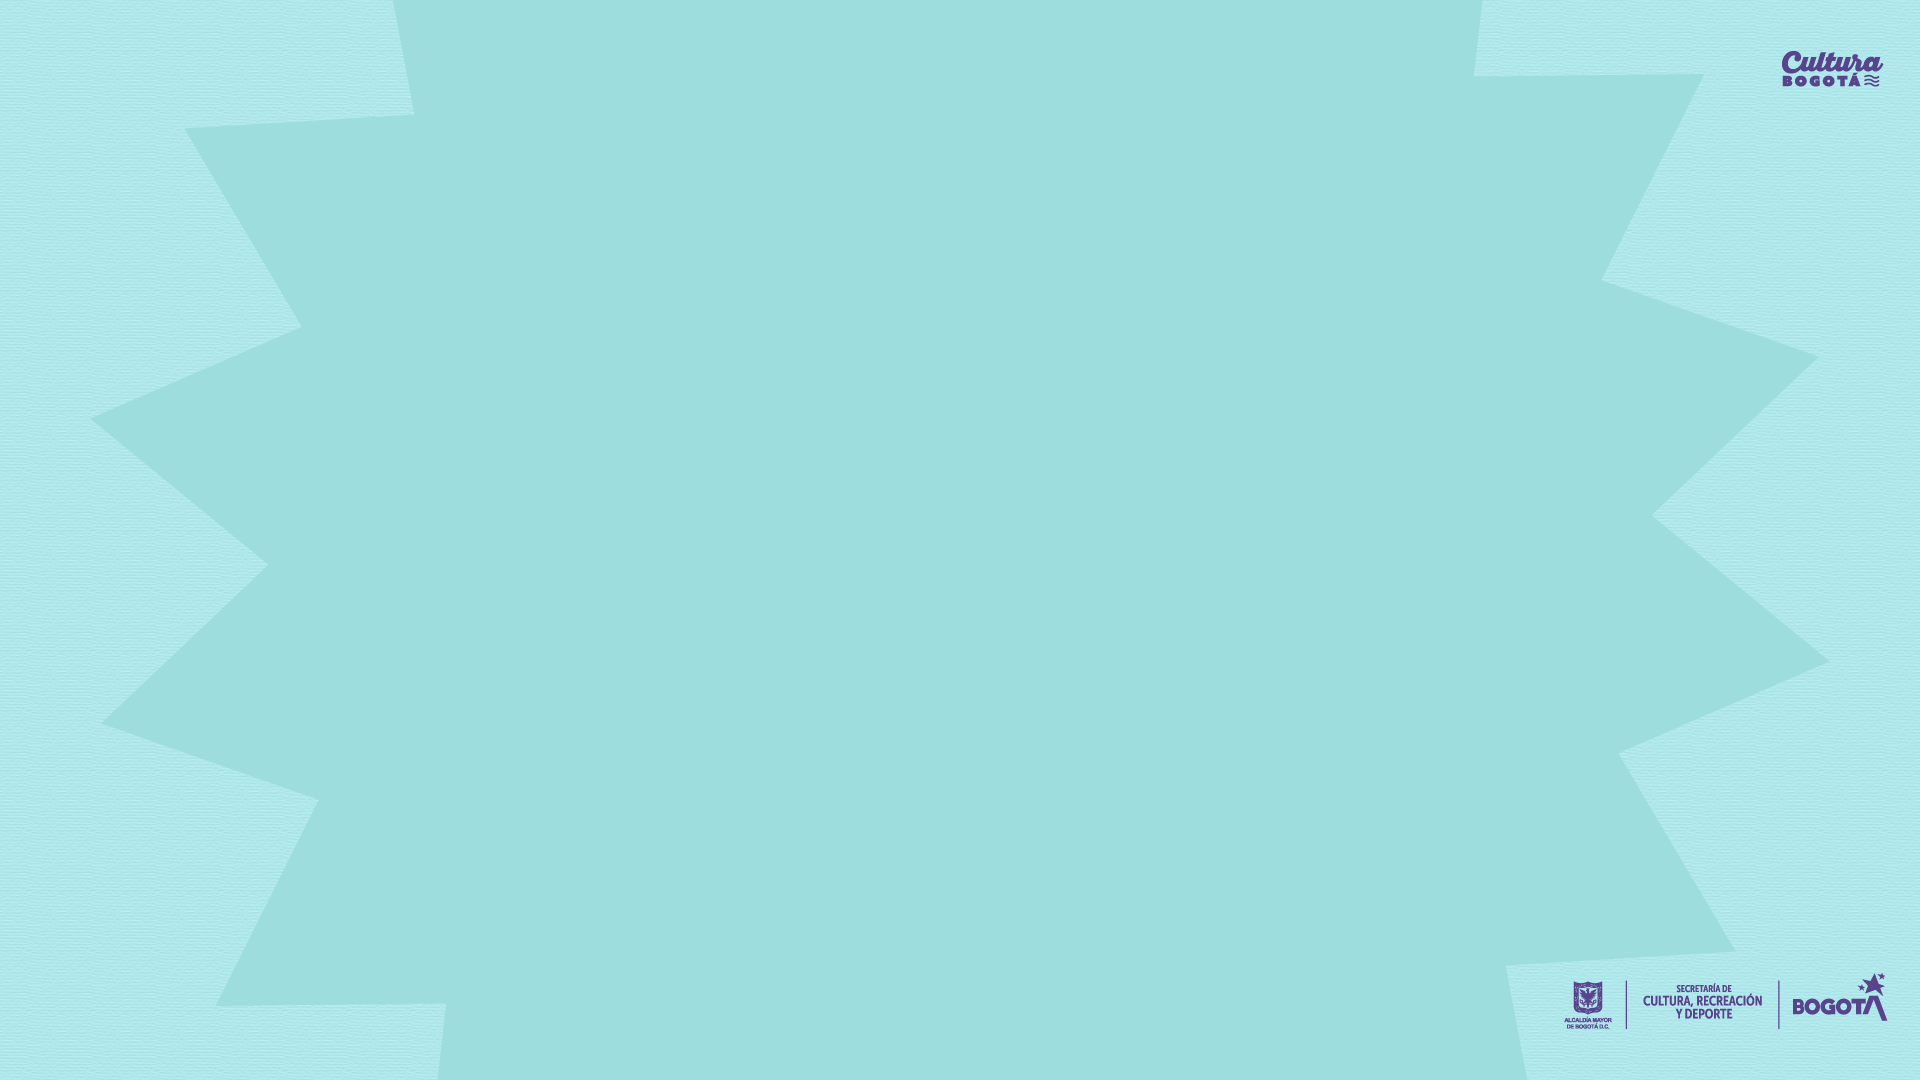 Cultura
BOGOTÁ
ALCALDÍA MAYOR
DE BOGOTÁ D.C.
SECRETARÍA DE
CULTURA, RECREACIÓN
Y DEPORTE
BOGOTÁ